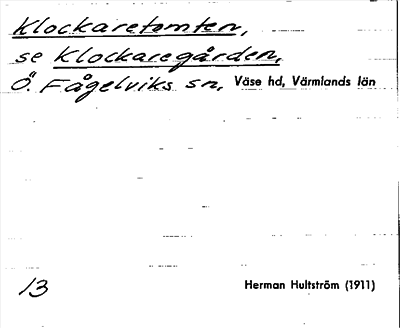 Klockaretomten,
se Klockaregården,
Ö. Fågelviks sn, Väse hd, Värmlands län
13 Herman Hultström (1911)